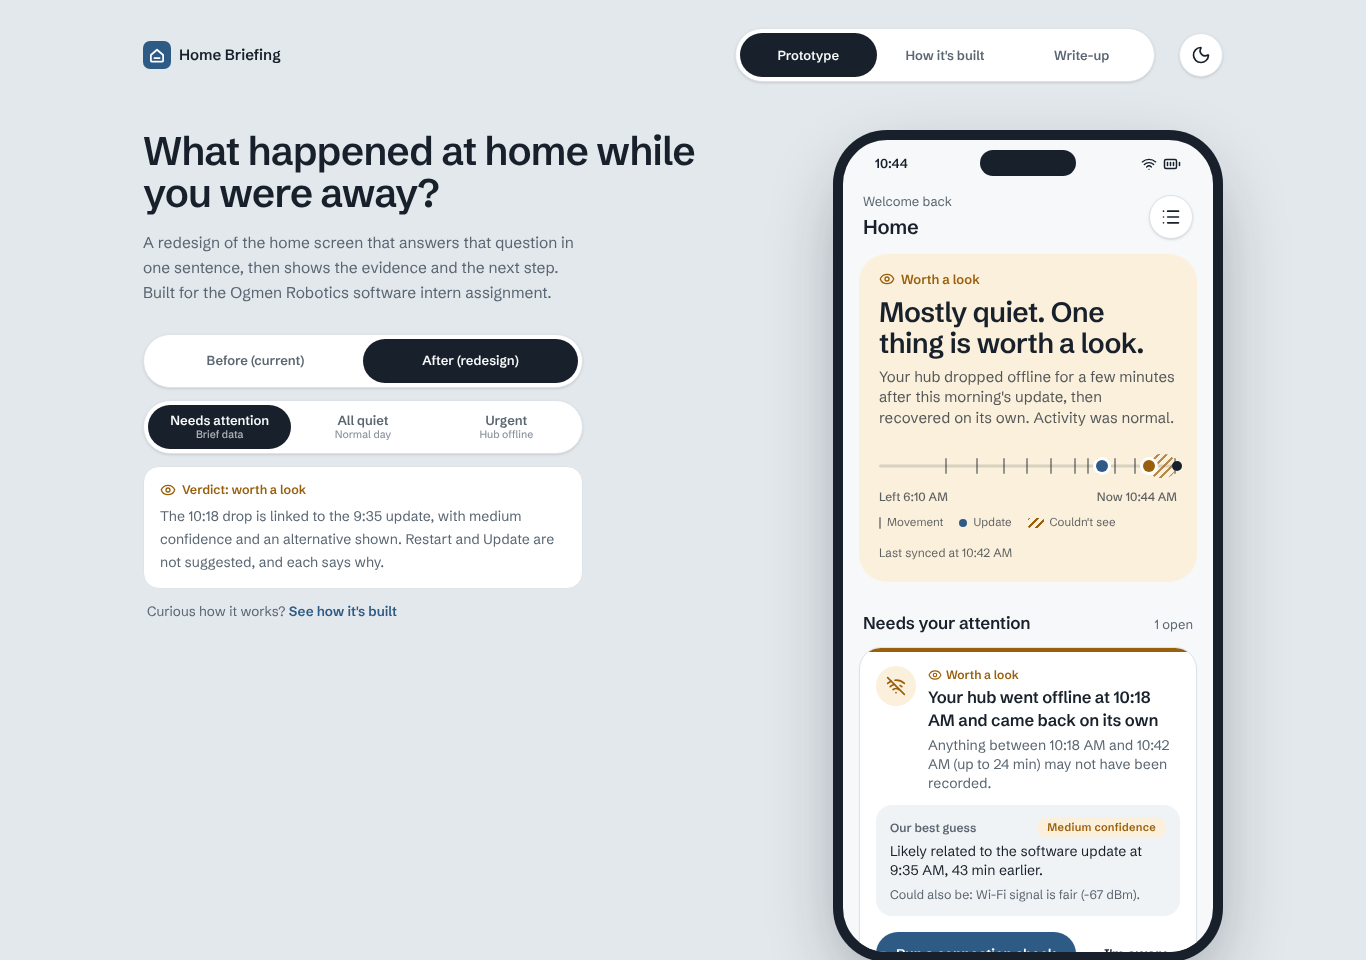 Home Briefing
Prototype
How it's built
Write-up
What happened at home while
you were away?
A redesign of the home screen that answers that question in
one sentence, then shows the evidence and the next step.
Built for the Ogmen Robotics software intern assignment.
Before (current)
After (redesign)
Needs attention
Brief data
All quiet
Normal day
Urgent
Hub offline
Verdict: worth a look
The 10:18 drop is linked to the 9:35 update, with medium
confidence and an alternative shown. Restart and Update are
not suggested, and each says why.
Curious how it works? See how it's built
10:44
Welcome back
Home
Worth a look
Mostly quiet. One
thing is worth a look.
Your hub dropped offline for a few minutes
after this morning's update, then
recovered on its own. Activity was normal.
Left 6:10 AM
Now 10:44 AM
Movement
Update
Couldn't see
Last synced at 10:42 AM
Needs your attention
1 open
Worth a look
Your hub went offline at 10:18
AM and came back on its own
Anything between 10:18 AM and 10:42
AM (up to 24 min) may not have been
recorded.
Our best guess
Medium confidence
Likely related to the software update at
9:35 AM, 43 min earlier.
Could also be: Wi-Fi signal is fair (-67 dBm).